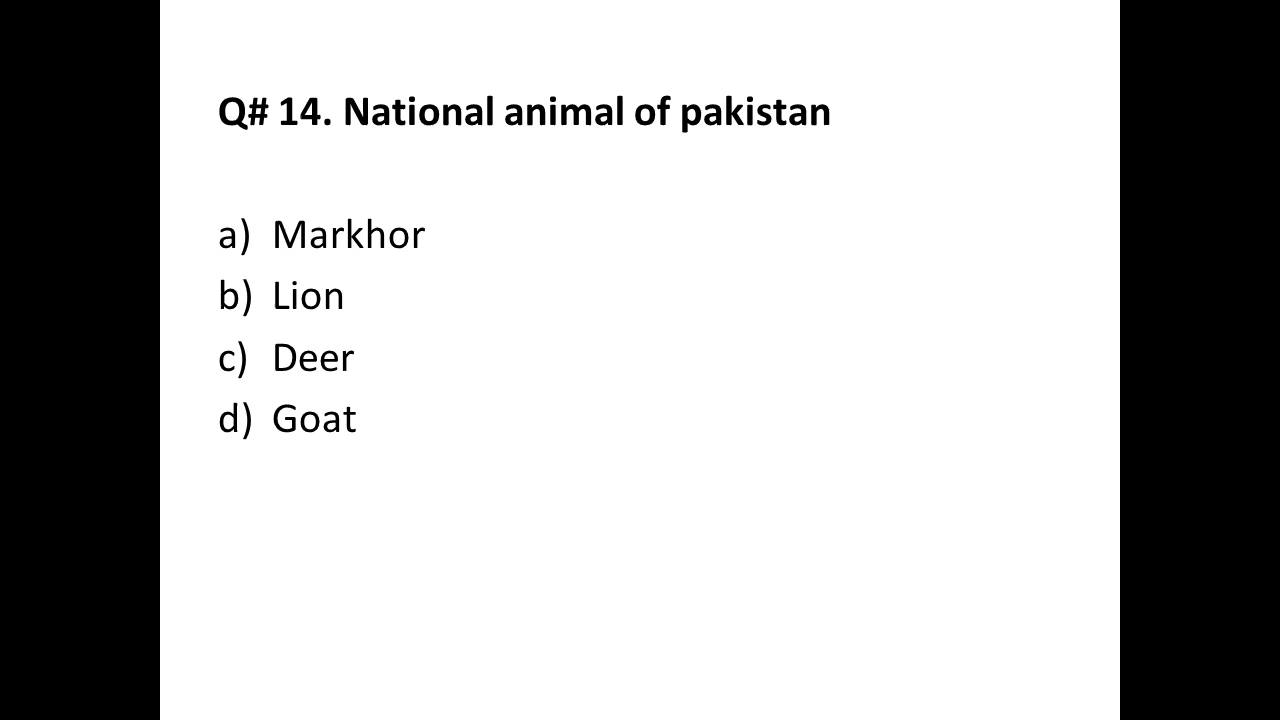 Q# 14. National animal of pakistan
a) Markhor
b) Lion
c) Deer
d) Goat